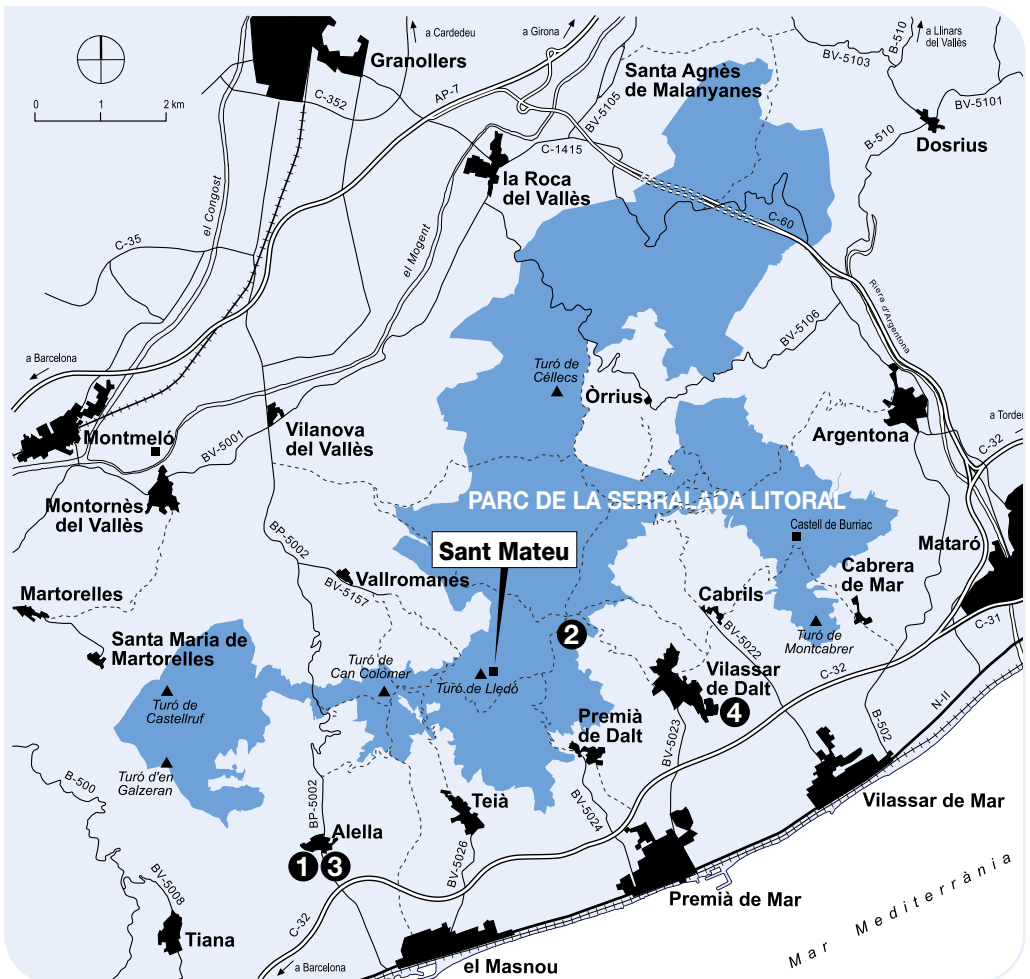 a Cardedeu
a Girona
a Llinars
del Vallès
B-510
BV-5103
Granollers
Santa Agnès
de Malanyanes
0 1 2 km
C-352
AP-7
BV-5105
BV-5101
B-510
Dosrius
C-1415
la Roca
del Vallès
el Congost
C-60
C-35
el Mogent
Riera d'Argentona
BV-5106
a Barcelona
Turó de
Céllecs
Òrrius
Argentona
a Torder
C-32
Montmeló
Vilanova
del Vallès
BV-5001
Montornès
del Vallès
PARC DE LA SERRALADA LITORAL
Castell de Burriac
BP-5002
Sant Mateu
Mataró
Vallromanes
BV-5157
Cabrera
de Mar
Martorelles
Cabrils
C-31
2
BV-5022
Turó de
Montcabrer
Santa Maria de
Martorelles
Turó de
Can Colomer
Turó de Lledó
Vilassar
de Dalt
C-32
N-II
Turó de
Castellruf
4
Premià
de Dalt
BV-5023
B-502
Turó d'en
Galzeran
B-500
BP-5002
Teià
Vilassar de Mar
Alella
BV-5024
1 3
BV-5026
BV-5008
Premià de Mar
C-32
Tiana
Mar Mediterrània
a Barcelona
el Masnou